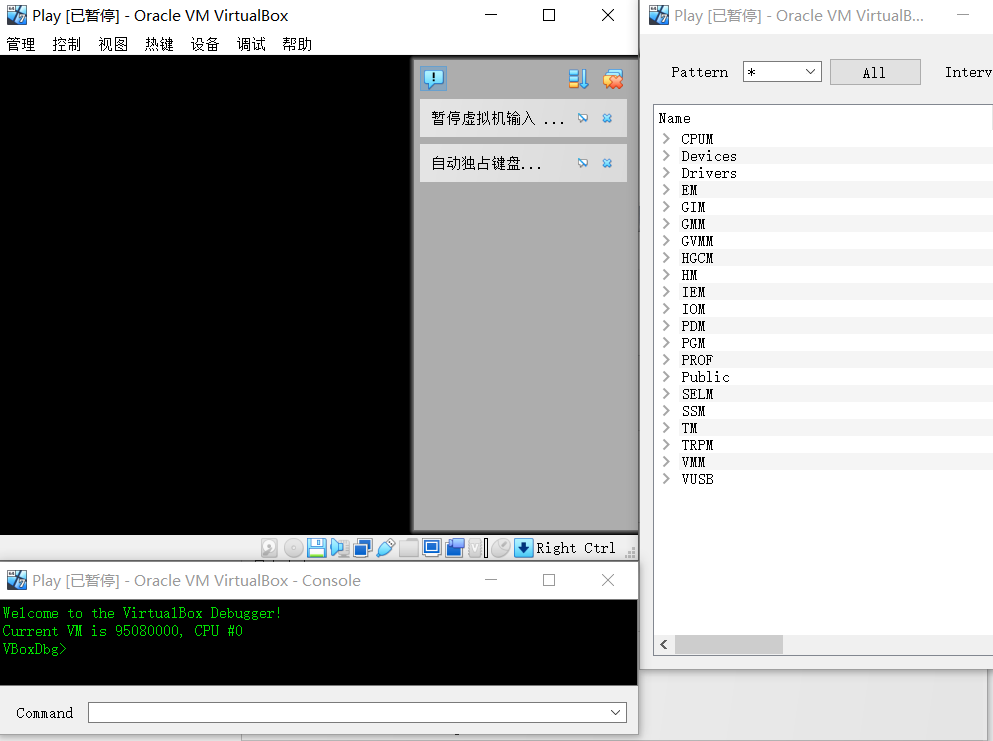 Play [已暂停] - Oracle VM VirtualBox
管理 控制 视图 热键 设备 调试 帮助
暂停虚拟机输入 ...
自动独占键盘...
Right Ctrl
Play [已暂停] - Oracle VM VirtualBox - Console
Welcome to the VirtualBox Debugger!
Current VM is 95080000, CPU #0
VBoxDbg>
Command
Play [已暂停] - Oracle VM VirtualB...
Pattern * All Interv
Name
CPUM
Devices
Drivers
EM
GIM
GMM
GVMM
HGCM
HM
IEM
IOM
PDM
PGM
PROF
Public
SELM
SSM
TM
TRPM
VMM
VUSB